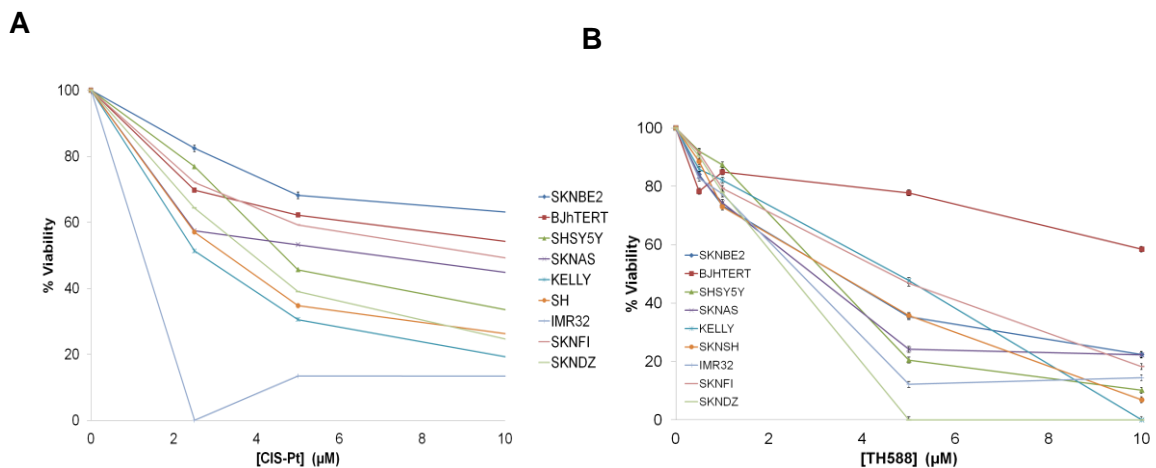 A
% Viability
100
80
60
40
20
0
0
2
4
6
8
10
[CIS-Pt] (µM)
SKNBE2
BJhTERT
SHSY5Y
SKNAS
KELLY
SH
IMR32
SKNFI
SKNDZ
B
% Viability
100
80
60
40
20
0
SKNBE2
BJHTERT
SHSY5Y
SKNAS
KELLY
SKNSH
IMR32
SKNFI
SKNDZ
0
2
4
6
8
10
[TH588] (µM)